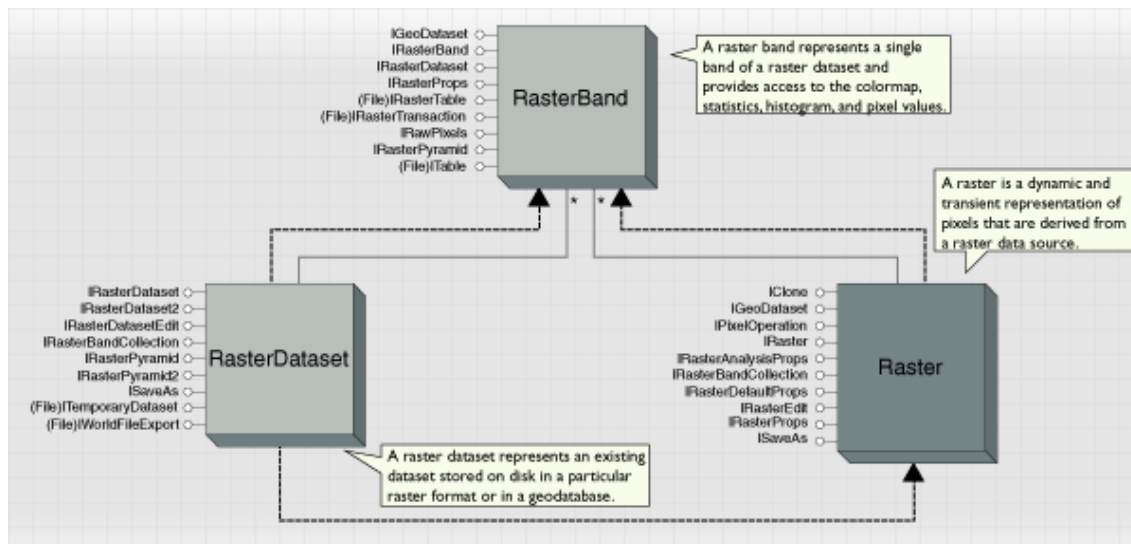 IGeoDataset
IRasterBand
IRasterDataset
IRasterProps
(File)IRasterTable
(File)IRasterTransaction
IRawPixels
IRasterPyramid
(File)ITable
RasterBand
A raster band represents a single
band of a raster dataset and
provides access to the colormap,
statistics, histogram, and pixel values.
* *
A raster is a dynamic and
transient representation of
pixels that are derived from
a raster data source.
IRasterDataset
IRasterDataset2
IRasterDatasetEdit
IRasterBandCollection
IRasterPyramid
IRasterPyramid2
ISaveAs
(File)ITemporaryDataset
(File)IWorldFileExport
RasterDataset
A raster dataset represents an existing
dataset stored on disk in a particular
raster format or in a geodatabase.
IClone
IGeoDataset
IPixelOperation
IRaster
IRasterAnalysisProps
IRasterBandCollection
IRasterDefaultProps
IRasterEdit
IRasterProps
ISaveAs
Raster